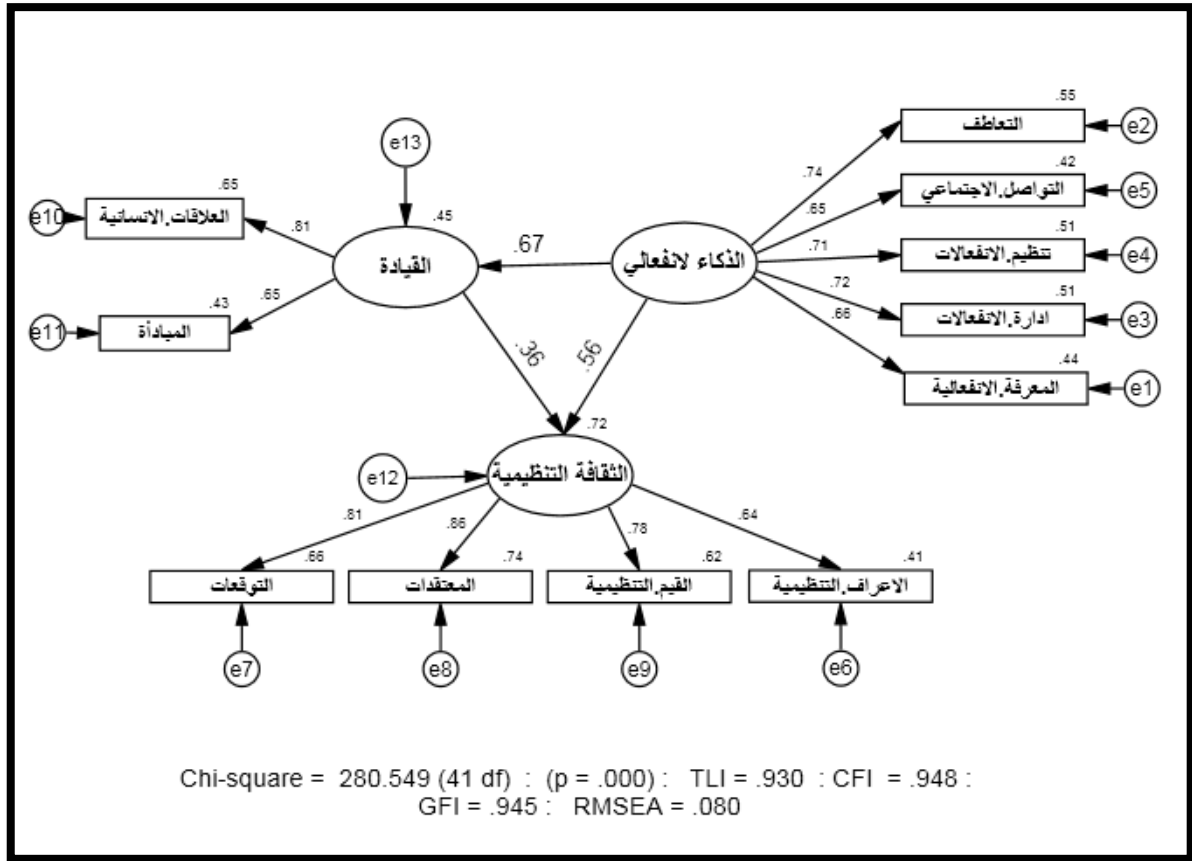 .55
التعاطف
e2
e13
.42
.74
التواصل.الاجتماعي
e5
.65
.65
e10
العلاقات.الانسانية
.81
.45
القيادة
.67
الذكاء لانفعالي
.71
.51
تنظيم.الانفعالات
e4
.72
.51
ادارة.الانفعالات
e3
.66
.43
.65
e11
المبادأة
.36
.56
.44
المعرفة.الانفعالية
e1
.72
الثقافة التنظيمية
e12
.81
.86
.78
.64
.66
التوقعات
.74
المعتقدات
.62
القيم.التنظيمية
.41
الاعراف.التنظيمية
e7
e8
e9
e6
Chi-square = 280.549 (41 df) : (p = .000) : TLI = .930 : CFI = .948 :
GFI = .945 : RMSEA = .080